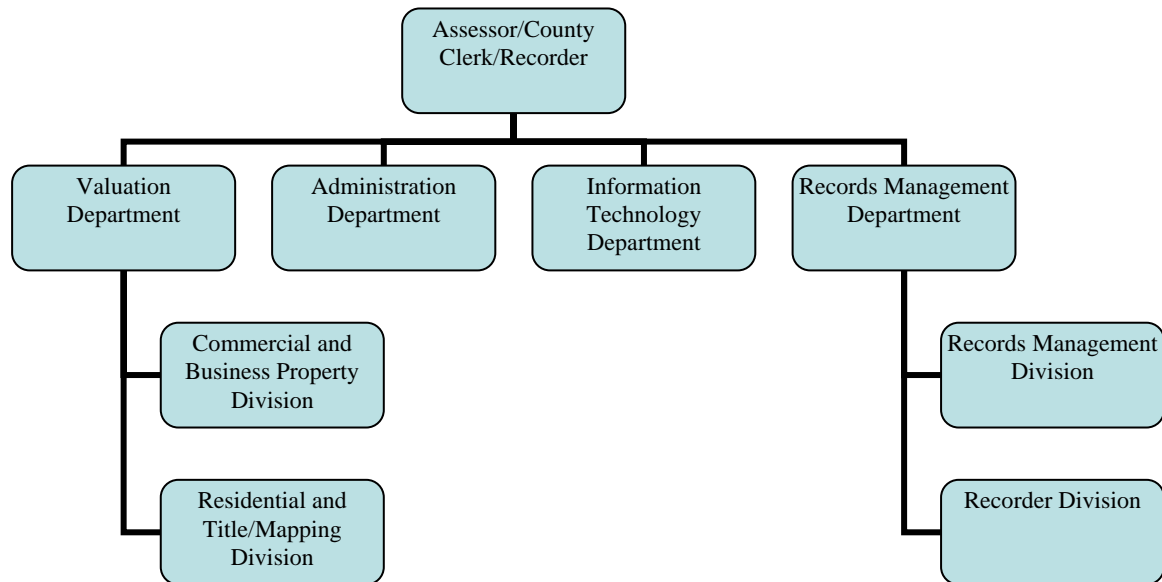 Assessor/County
Clerk/Recorder
Valuation
Department
Administration
Department
Information
Technology
Department
Records Management
Department
Commercial and
Business Property
Division
Records Management
Division
Residential and
Title/Mapping
Division
Recorder Division